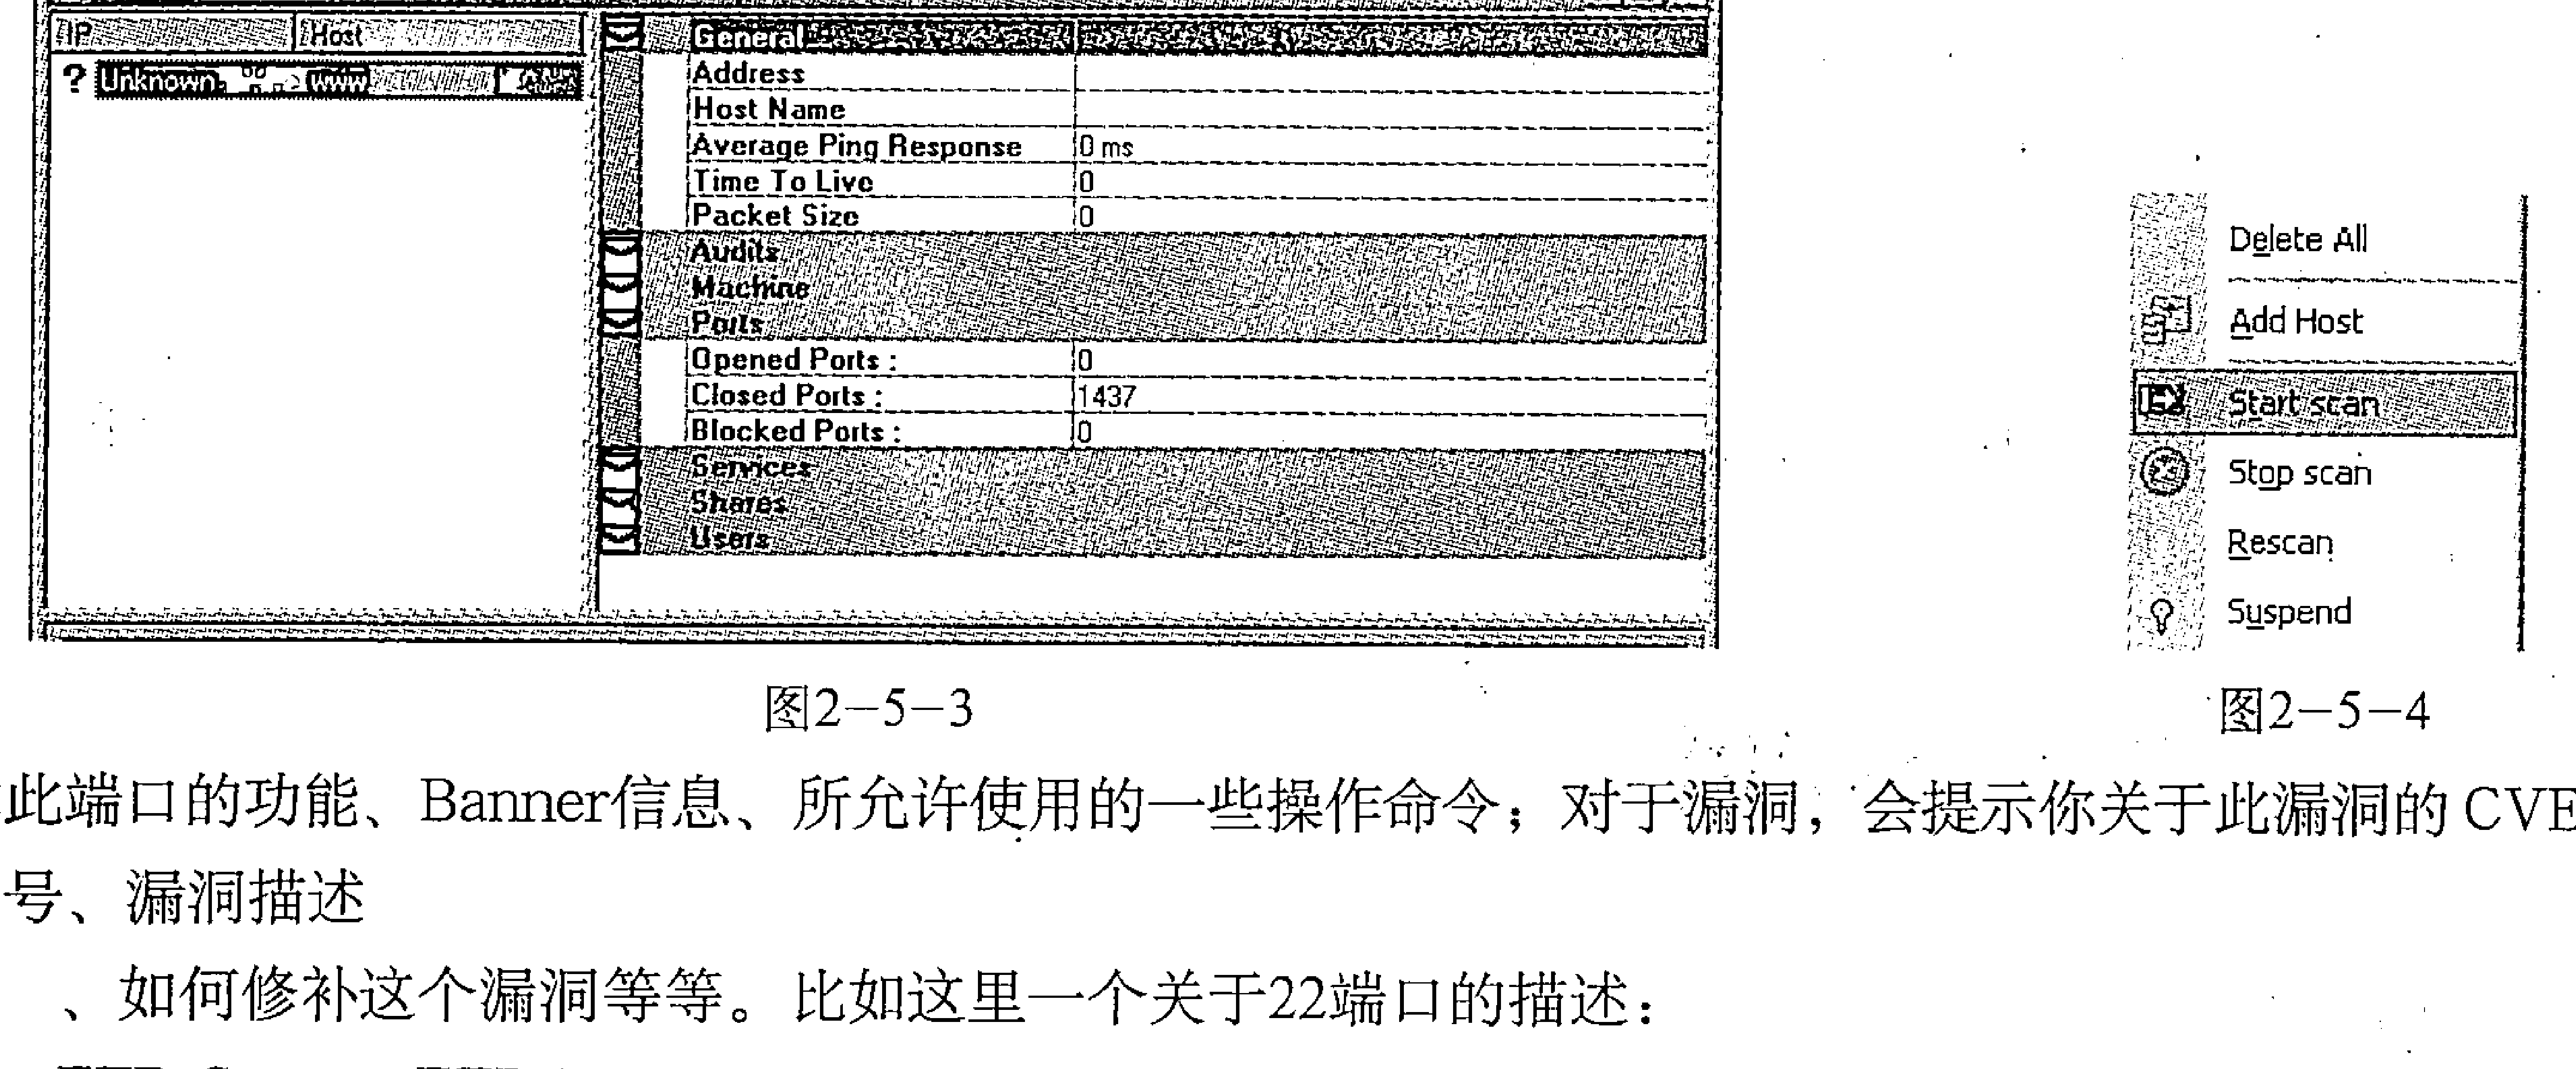 IP Host
? Unknown www
General
Address
Host Name
Average Ping Response 0 ms
Time To Live 0
Packet Size 0
Audits
Machine
Ports
Opened Ports : 0
Closed Ports : 1437
Blocked Ports : 0
Services
Shares
Users
Delete All
Add Host
Start scan
Stop scan
Rescan
Suspend
图2-5-3
图2-5-4
此端口的功能、Banner信息、所允许使用的一些操作命令；对于漏洞，会提示你关于此漏洞的CVE
号、漏洞描述
、如何修补这个漏洞等等。比如这里一个关于22端口的描述：